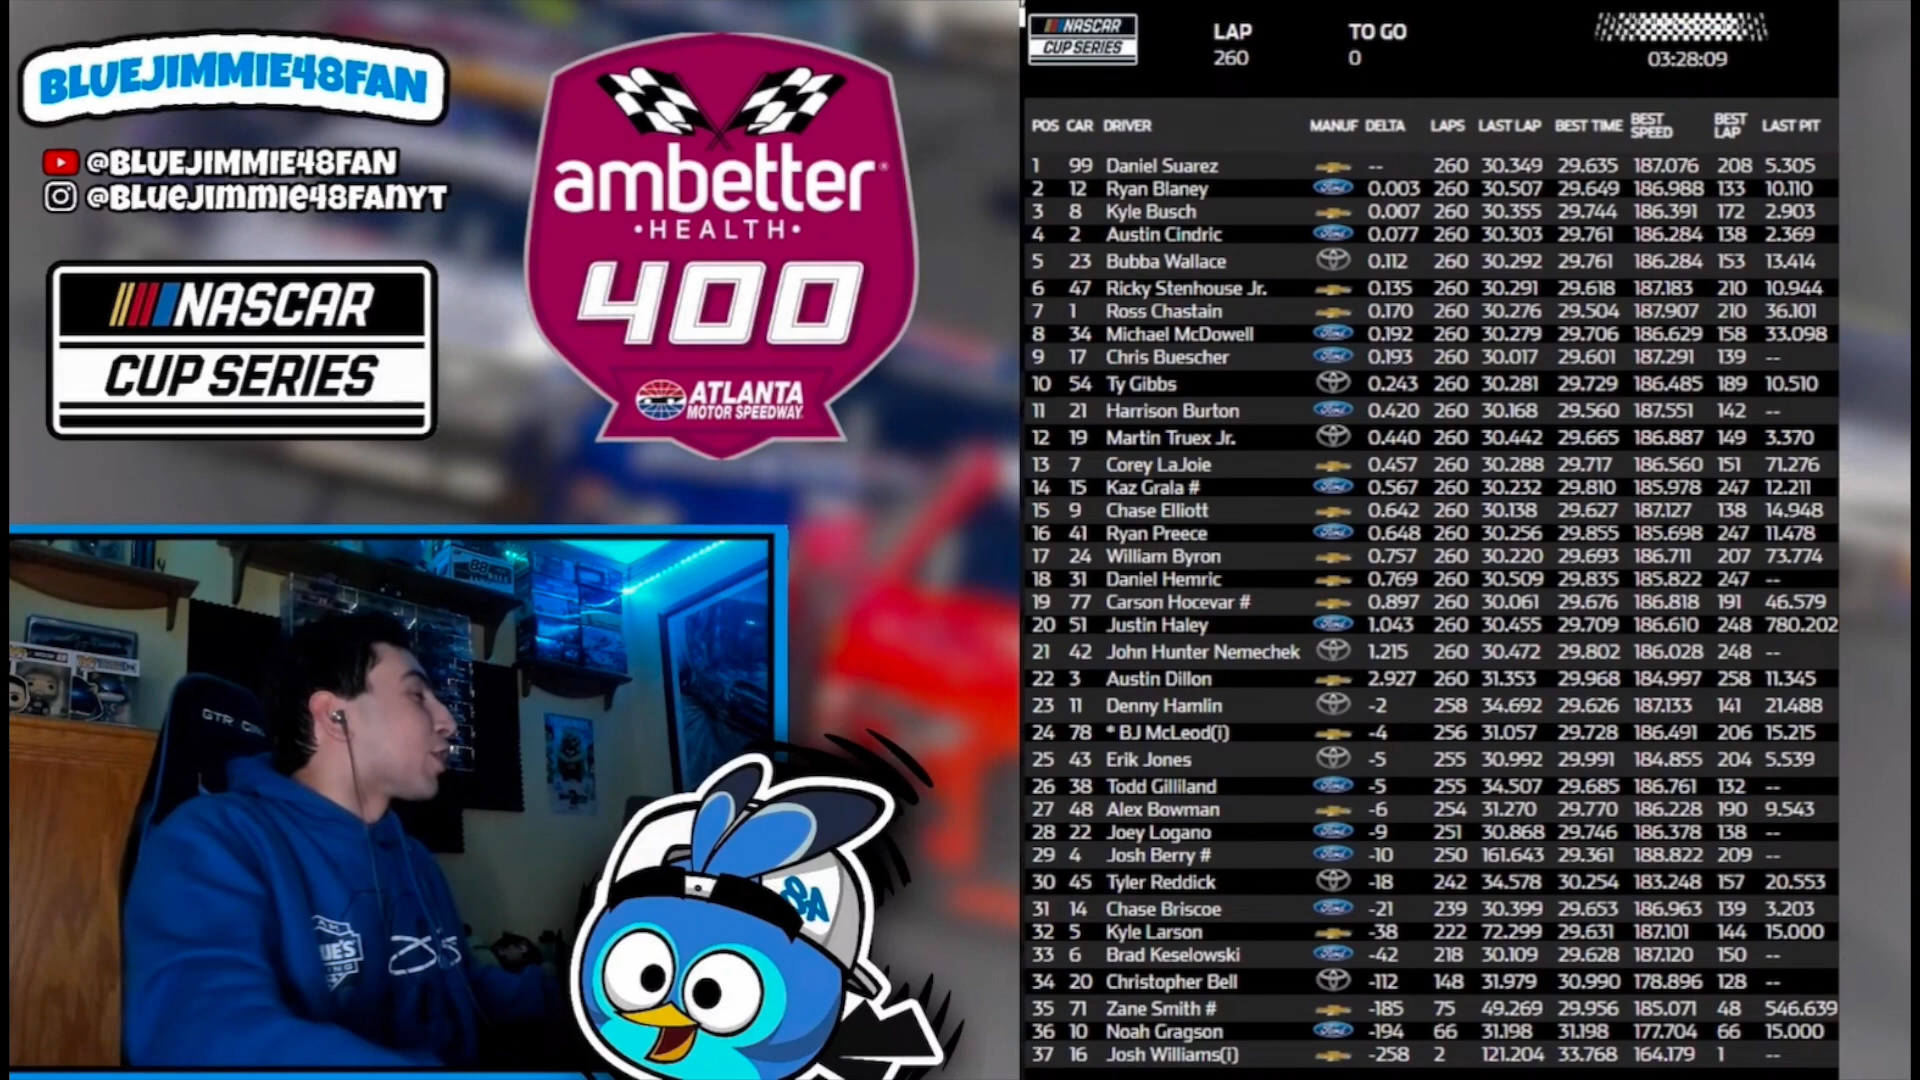 BLUEJIMMIE48FAN
@BLUEJIMMIE48FAN
@BLUEJIMMIE48FANYT
NASCAR
CUP SERIES
ambetter
•HEALTH•
400
ATLANTA
MOTOR SPEEDWAY
NASCAR
CUP SERIES
LAP TO GO
260 0 03:28:09
POS CAR DRIVER MANUF DELTA LAPS LAST LAP BEST TIME BEST SPEED BEST LAP LAST PIT
1 99 Daniel Suarez -- 260 30.349 29.635 187.076 208 5.305
2 12 Ryan Blaney Ford 0.003 260 30.507 29.649 186.988 133 10.110
3 8 Kyle Busch 0.007 260 30.355 29.744 186.391 172 2.903
4 2 Austin Cindric Ford 0.077 260 30.303 29.761 186.284 138 2.369
5 23 Bubba Wallace 0.112 260 30.292 29.761 186.284 153 13.414
6 47 Ricky Stenhouse Jr. 0.135 260 30.291 29.618 187.183 210 10.944
7 1 Ross Chastain 0.170 260 30.276 29.504 187.907 210 36.101
8 34 Michael McDowell Ford 0.192 260 30.279 29.706 186.629 158 33.098
9 17 Chris Buescher Ford 0.193 260 30.017 29.601 187.291 139 --
10 54 Ty Gibbs 0.243 260 30.281 29.729 186.485 189 10.510
11 21 Harrison Burton Ford 0.420 260 30.168 29.560 187.551 142 --
12 19 Martin Truex Jr. 0.440 260 30.442 29.665 186.887 149 3.370
13 7 Corey LaJoie 0.457 260 30.288 29.717 186.560 151 71.276
14 15 Kaz Grala # Ford 0.567 260 30.232 29.810 185.978 247 12.211
15 9 Chase Elliott 0.642 260 30.138 29.627 187.127 138 14.948
16 41 Ryan Preece Ford 0.648 260 30.256 29.855 185.698 247 11.478
17 24 William Byron 0.757 260 30.220 29.693 186.711 207 73.774
18 31 Daniel Hemric 0.769 260 30.509 29.835 185.822 247 --
19 77 Carson Hocevar # 0.897 260 30.061 29.676 186.818 191 46.579
20 51 Justin Haley Ford 1.043 260 30.455 29.709 186.610 248 780.202
21 42 John Hunter Nemechek 1.215 260 30.472 29.802 186.028 248 --
22 3 Austin Dillon 2.927 260 31.353 29.968 184.997 258 11.345
23 11 Denny Hamlin -2 258 34.692 29.626 187.133 141 21.488
24 78 * BJ McLeod(i) -4 256 31.057 29.728 186.491 206 15.215
25 43 Erik Jones -5 255 30.992 29.991 184.855 204 5.539
26 38 Todd Gilliland Ford -5 255 34.507 29.685 186.761 132 --
27 48 Alex Bowman -6 254 31.270 29.770 186.228 190 9.543
28 22 Joey Logano Ford -9 251 30.868 29.746 186.378 138 --
29 4 Josh Berry # Ford -10 250 161.643 29.361 188.822 209 --
30 45 Tyler Reddick -18 242 34.578 30.254 183.248 157 20.553
31 14 Chase Briscoe Ford -21 239 30.399 29.653 186.963 139 3.203
32 5 Kyle Larson -38 222 72.299 29.631 187.101 144 15.000
33 6 Brad Keselowski Ford -42 218 30.109 29.628 187.120 150 --
34 20 Christopher Bell -112 148 31.979 30.990 178.896 128 --
35 71 Zane Smith # -185 75 49.269 29.956 185.071 48 546.639
36 10 Noah Gragson Ford -194 66 31.198 31.198 177.704 66 15.000
37 16 Josh Williams(i) -258 2 121.204 33.768 164.179 1 --
88